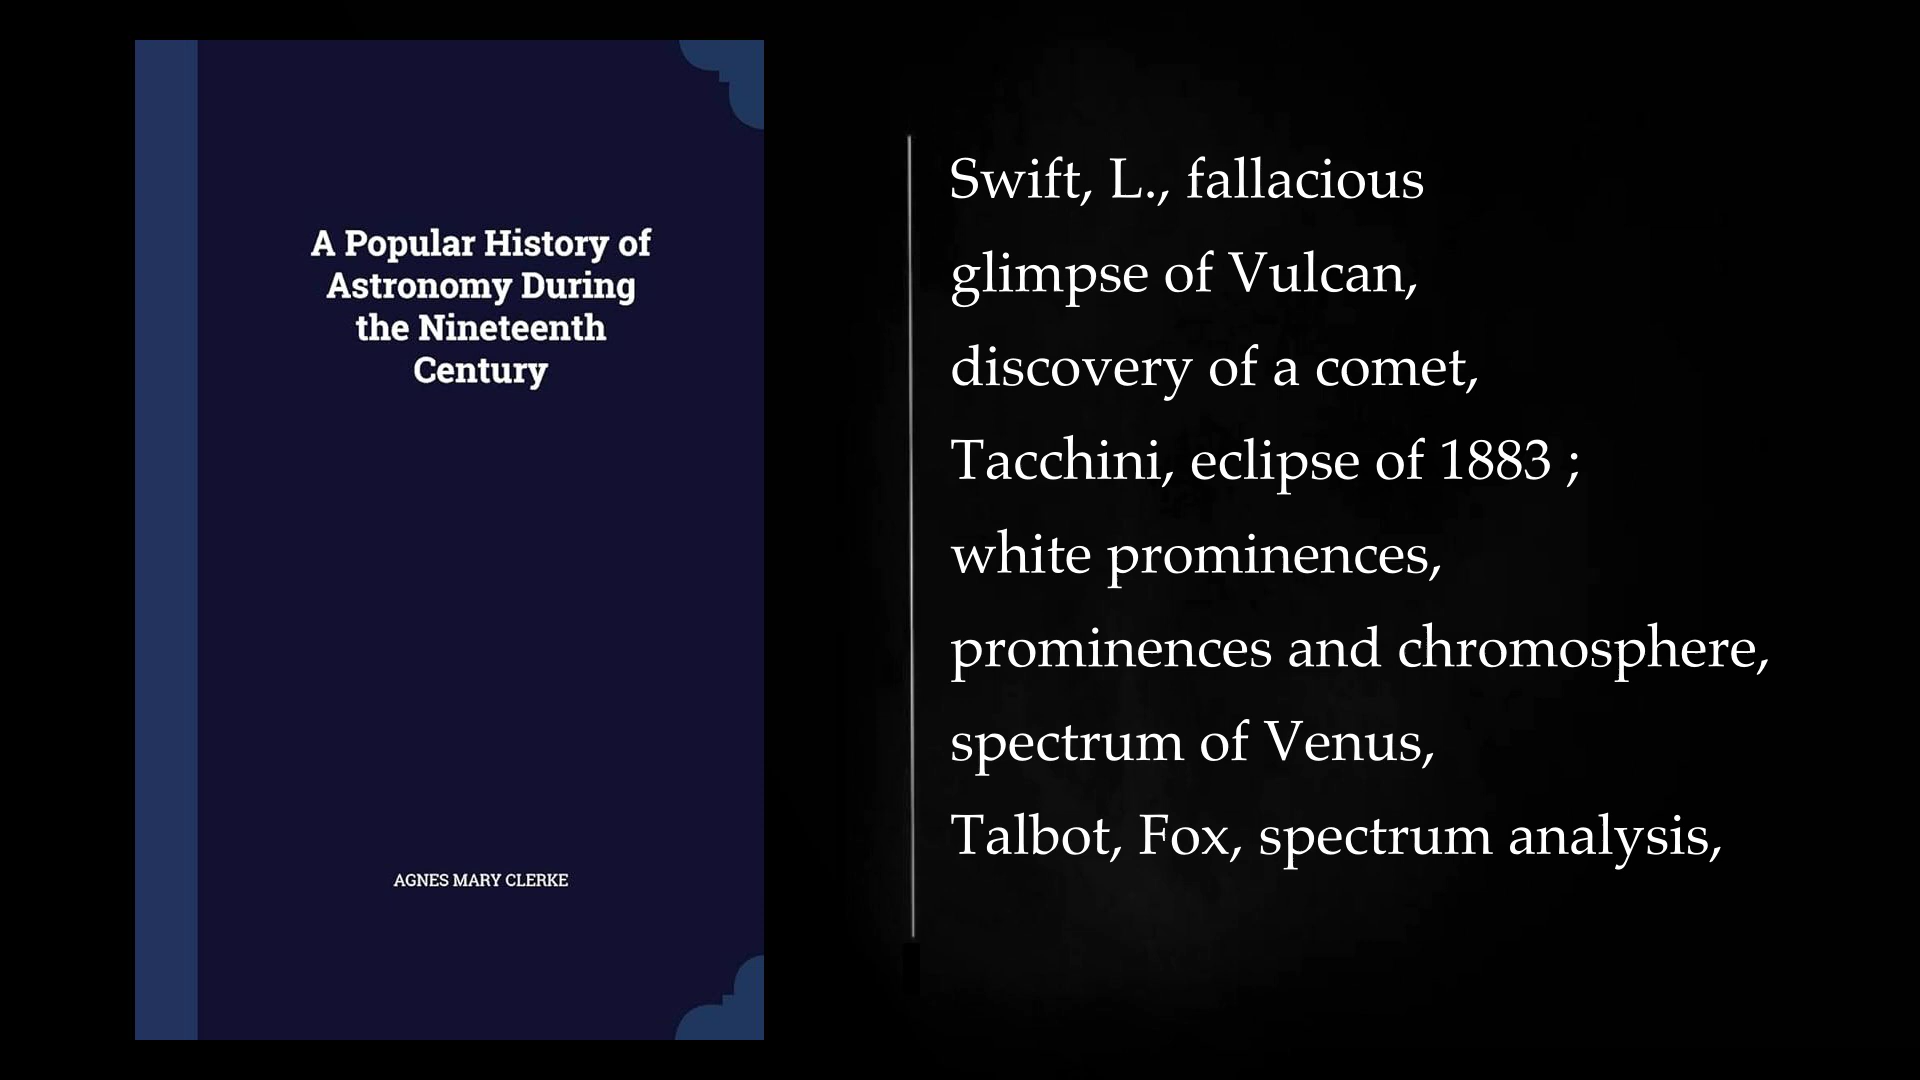 A Popular History of
Astronomy During
the Nineteenth
Century
AGNES MARY CLERKE
Swift, L., fallacious
glimpse of Vulcan,
discovery of a comet,
Tacchini, eclipse of 1883 ;
white prominences,
prominences and chromosphere,
spectrum of Venus,
Talbot, Fox, spectrum analysis,